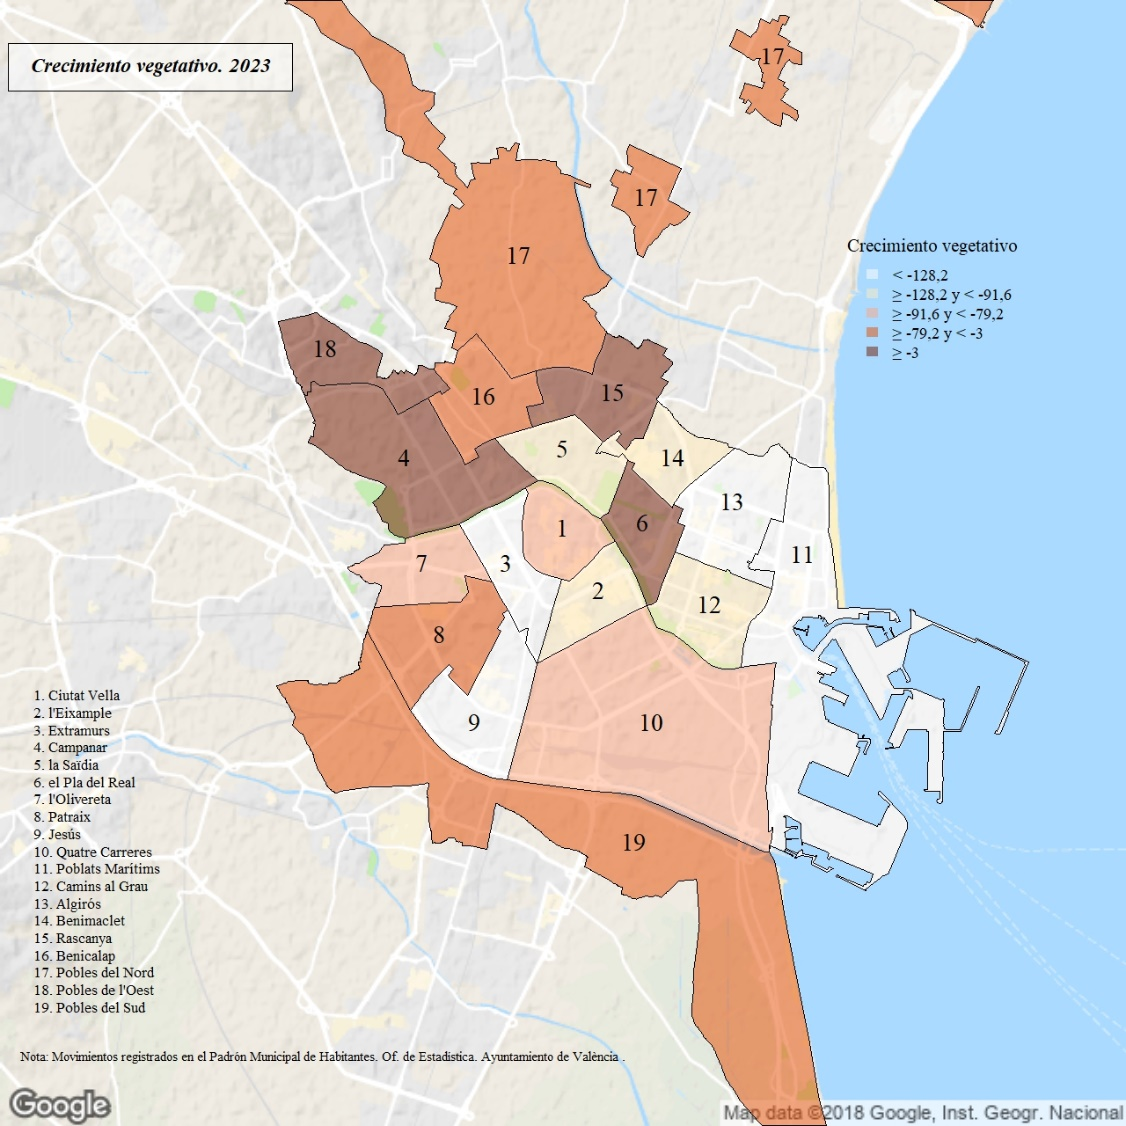 Crecimiento vegetativo. 2023
17
17
17
Crecimiento vegetativo
< -128,2
≥ -128,2 y < -91,6
≥ -91,6 y < -79,2
≥ -79,2 y < -3
≥ -3
18
16
15
4
5
14
13
6
1
11
7
3
2
12
8
9
10
19
1. Ciutat Vella
2. l'Eixample
3. Extramurs
4. Campanar
5. la Saïdia
6. el Pla del Real
7. l'Olivereta
8. Patraix
9. Jesús
10. Quatre Carreres
11. Poblats Marítims
12. Camins al Grau
13. Algirós
14. Benimaclet
15. Rascanya
16. Benicalap
17. Pobles del Nord
18. Pobles de l'Oest
19. Pobles del Sud
Nota: Movimientos registrados en el Padrón Municipal de Habitantes. Of. de Estadística. Ayuntamiento de València .
Google
Map data ©2018 Google, Inst. Geogr. Nacional